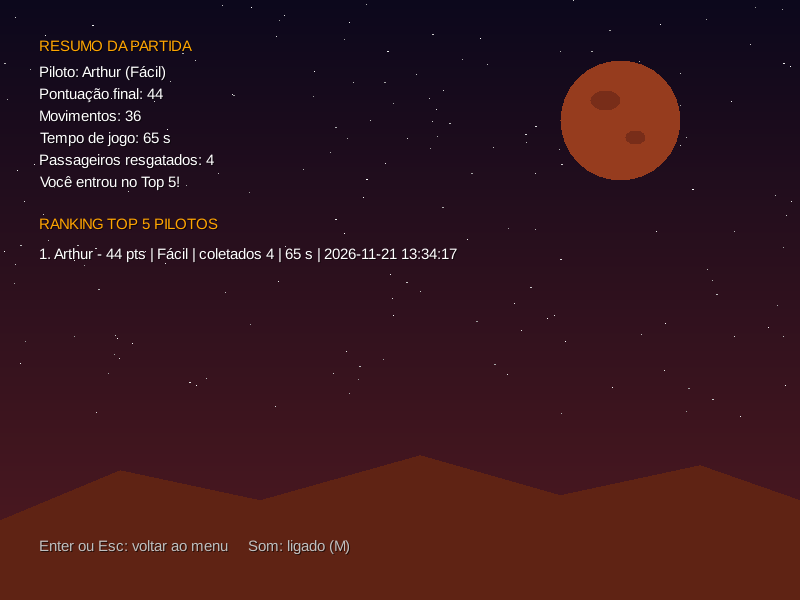 RESUMO DA PARTIDA
Piloto: Arthur (Fácil)
Pontuação final: 44
Movimentos: 36
Tempo de jogo: 65 s
Passageiros resgatados: 4
Você entrou no Top 5!
RANKING TOP 5 PILOTOS
1. Arthur - 44 pts | Fácil | coletados 4 | 65 s | 2026-11-21 13:34:17
Enter ou Esc: voltar ao menu Som: ligado (M)